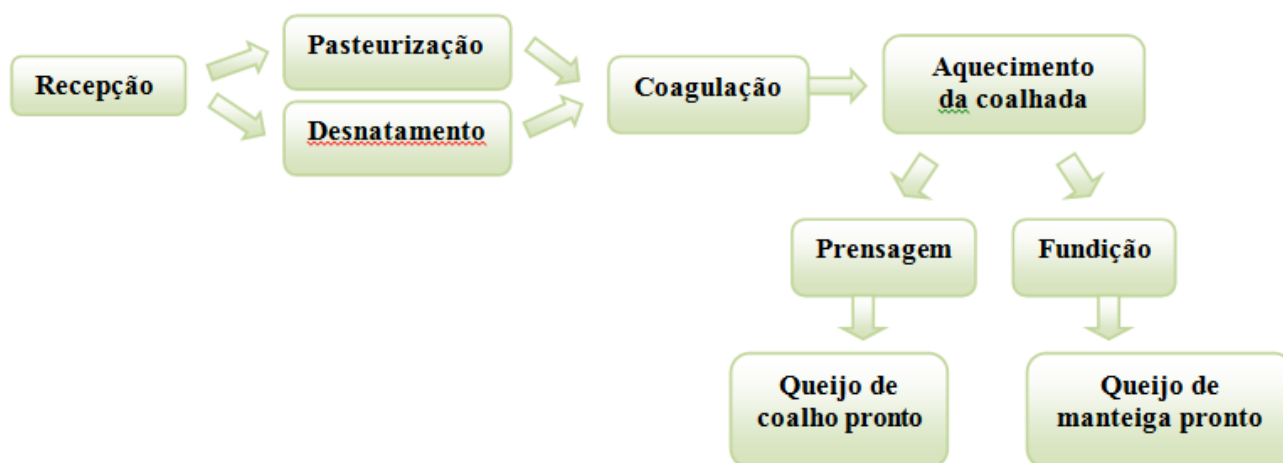 Recepção
Pasteurização
Desnatamento
Coagulação
Aquecimento
da coalhada
Prensagem
Fundição
Queijo de
coalho pronto
Queijo de
manteiga pronto